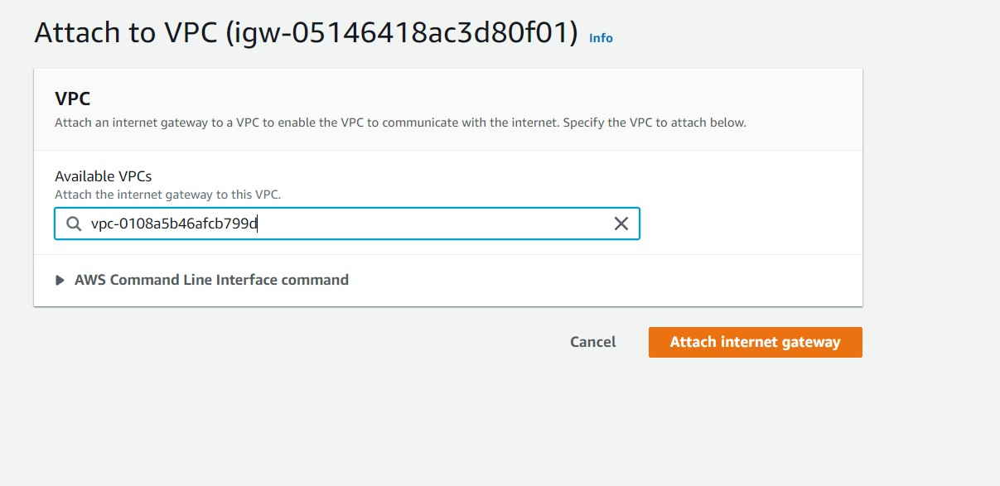 Attach to VPC (igw-05146418ac3d80f01) Info
VPC
Attach an internet gateway to a VPC to enable the VPC to communicate with the internet. Specify the VPC to attach below.
Available VPCs
Attach the internet gateway to this VPC.
vpc-0108a5b46afcb799d
AWS Command Line Interface command
Cancel
Attach internet gateway